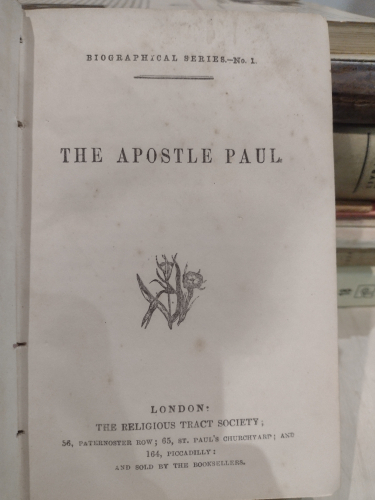 BIOGRAPHICAL SERIES.—No. 1.
THE APOSTLE PAUL.
LONDON:
THE RELIGIOUS TRACT SOCIETY;
56, PATERNOSTER ROW; 65, ST. PAUL'S CHURCHYARD; AND
164, PICCADILLY:
AND SOLD BY THE BOOKSELLERS.